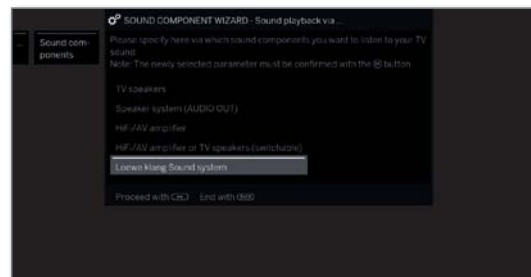 SOUND COMPONENT WIZARD - Sound playback via ...
... Sound com-
ponents
Please specify here via which sound components you want to listen to your TV
sound.
Note: The newly selected parameter must be confirmed with the button.
TV speakers
Speaker system (AUDIO OUT)
HiFi/AV amplifier
HiFi/AV amplifier or TV speakers (switchable)
Loewe klang Sound system
Proceed with End with